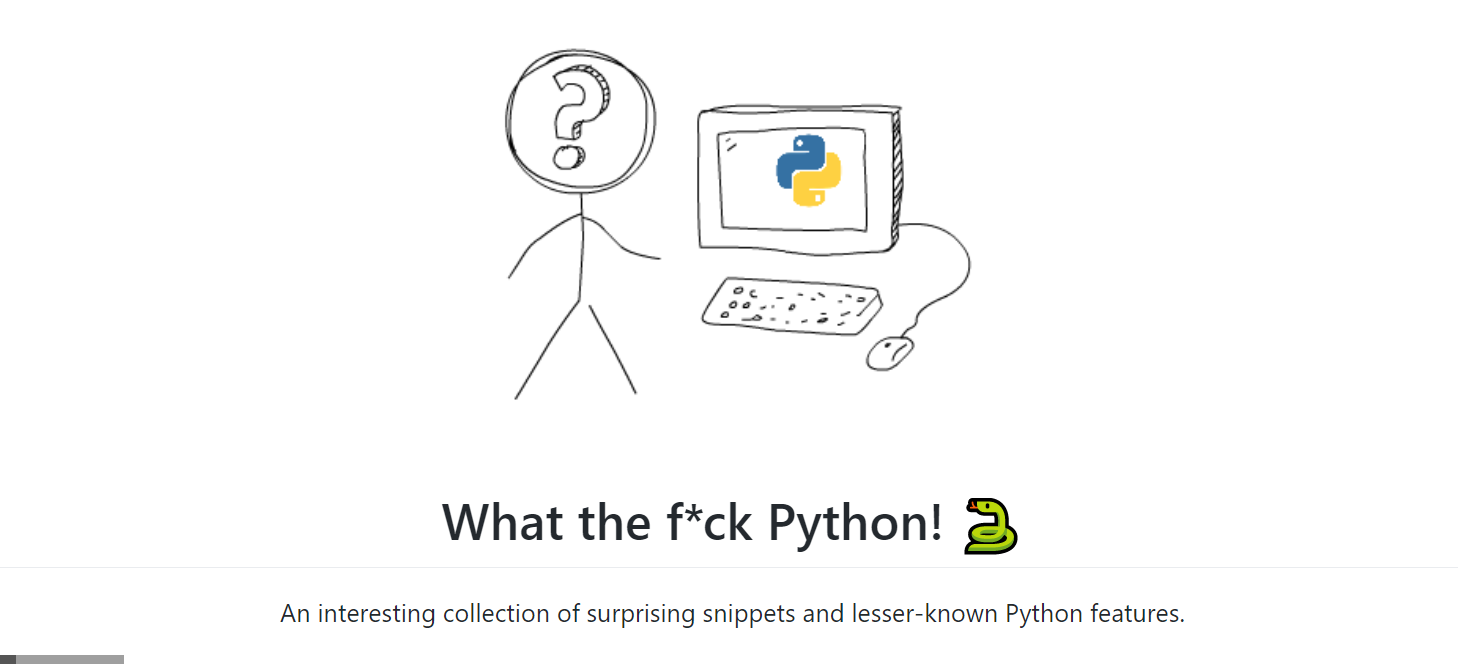 ?
What the f*ck Python! 🐍
An interesting collection of surprising snippets and lesser-known Python features.